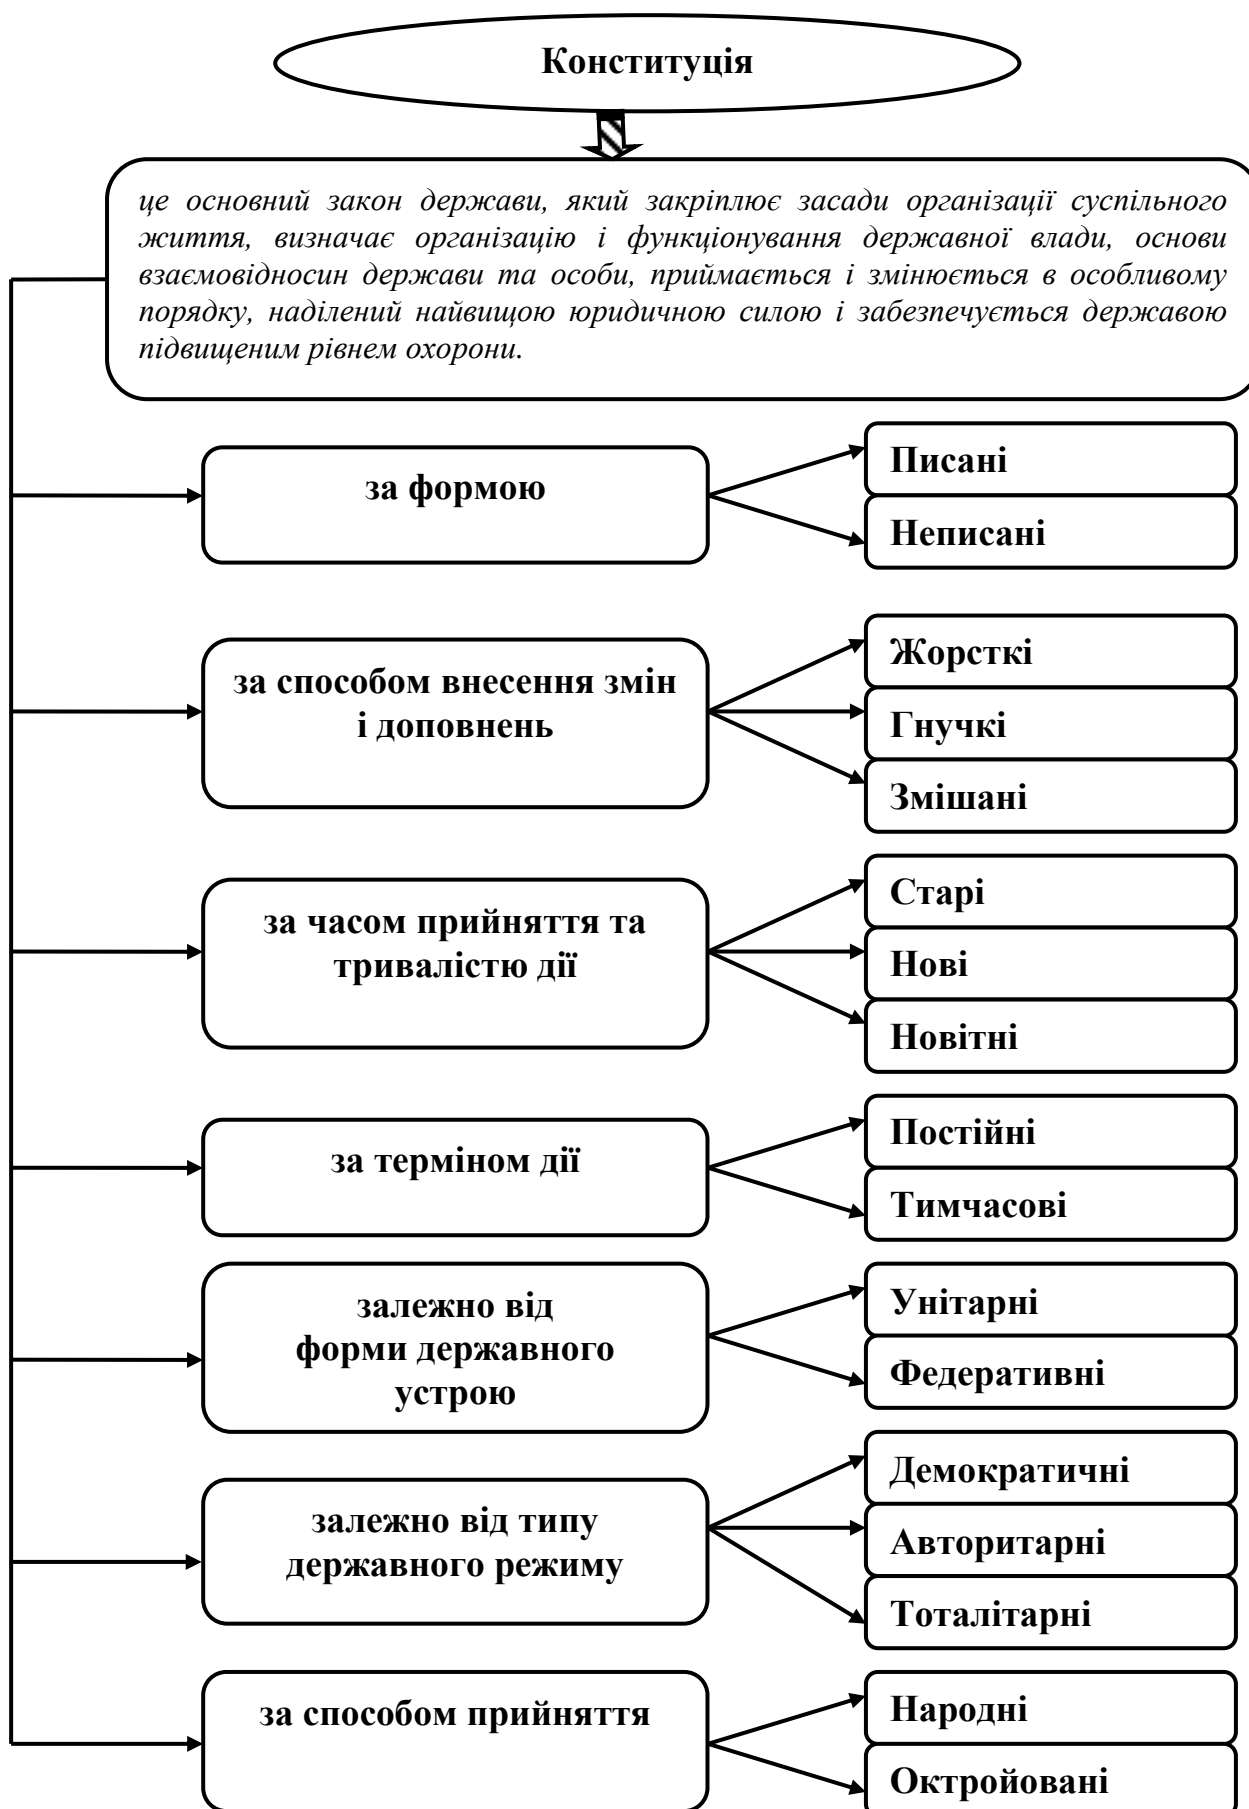 Конституція
це основний закон держави, який закріплює засади організації суспільного
життя, визначає організацію і функціонування державної влади, основи
взаємовідносин держави та особи, приймається і змінюється в особливому
порядку, наділений найвищою юридичною силою і забезпечується державою
підвищеним рівнем охорони.
за формою
Писані
Неписані
за способом внесення змін
і доповнень
Жорсткі
Гнучкі
Змішані
за часом прийняття та
тривалістю дії
Старі
Нові
Новітні
за терміном дії
Постійні
Тимчасові
залежно від
форми державного
устрою
Унітарні
Федеративні
залежно від типу
державного режиму
Демократичні
Авторитарні
Тоталітарні
за способом прийняття
Народні
Октройовані